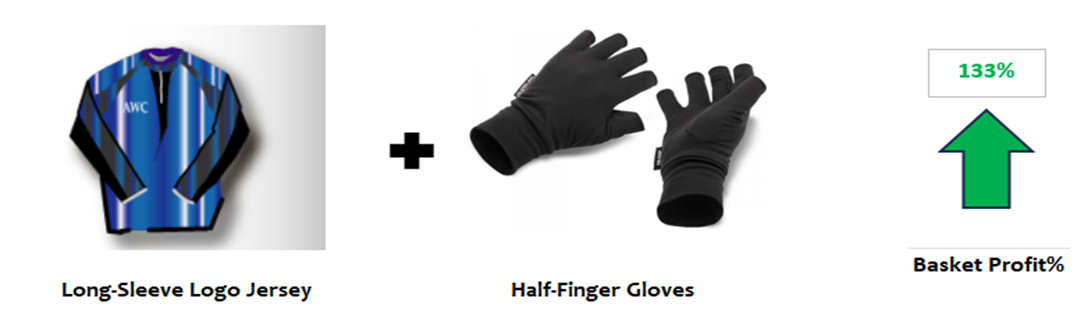 AWC
133%
Long-Sleeve Logo Jersey
Half-Finger Gloves
Basket Profit%